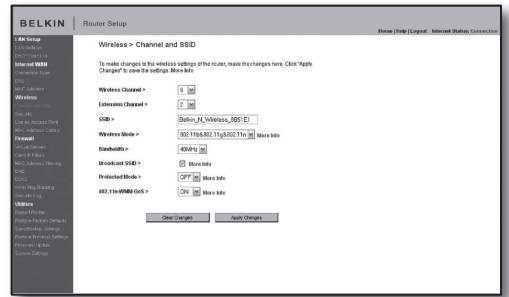 BELKIN
Router Setup
Home | Help | Logout Internet Status: Connection
LAN Setup
LAN Settings
DHCP Client List
Internet WAN
Connection Type
DNS
MAC Address
Wireless
Security
Use as Access Point
MAC Address Control
Firewall
Virtual Servers
Client IP Filters
MAC Address Filtering
DMZ
DDNS
WAN Ping Blocking
Security Log
Utilities
Restart Router
Restore Factory Defaults
Save/Backup Settings
Restore Previous Settings
Firmware Update
System Settings
Wireless > Channel and SSID
To make changes to the wireless settings of the router, make the changes here. Click "Apply
Changes" to save the settings. More Info
Wireless Channel > 6
Extension Channel > 2
SSID > Belkin_N_Wireless_8B51E1
Wireless Mode > 802.11b&802.11g&802.11n More Info
Bandwidth > 40MHz
Broadcast SSID > More Info
Protected Mode > OFF More Info
802.11n/WMM QoS > ON More Info
Clear Changes Apply Changes